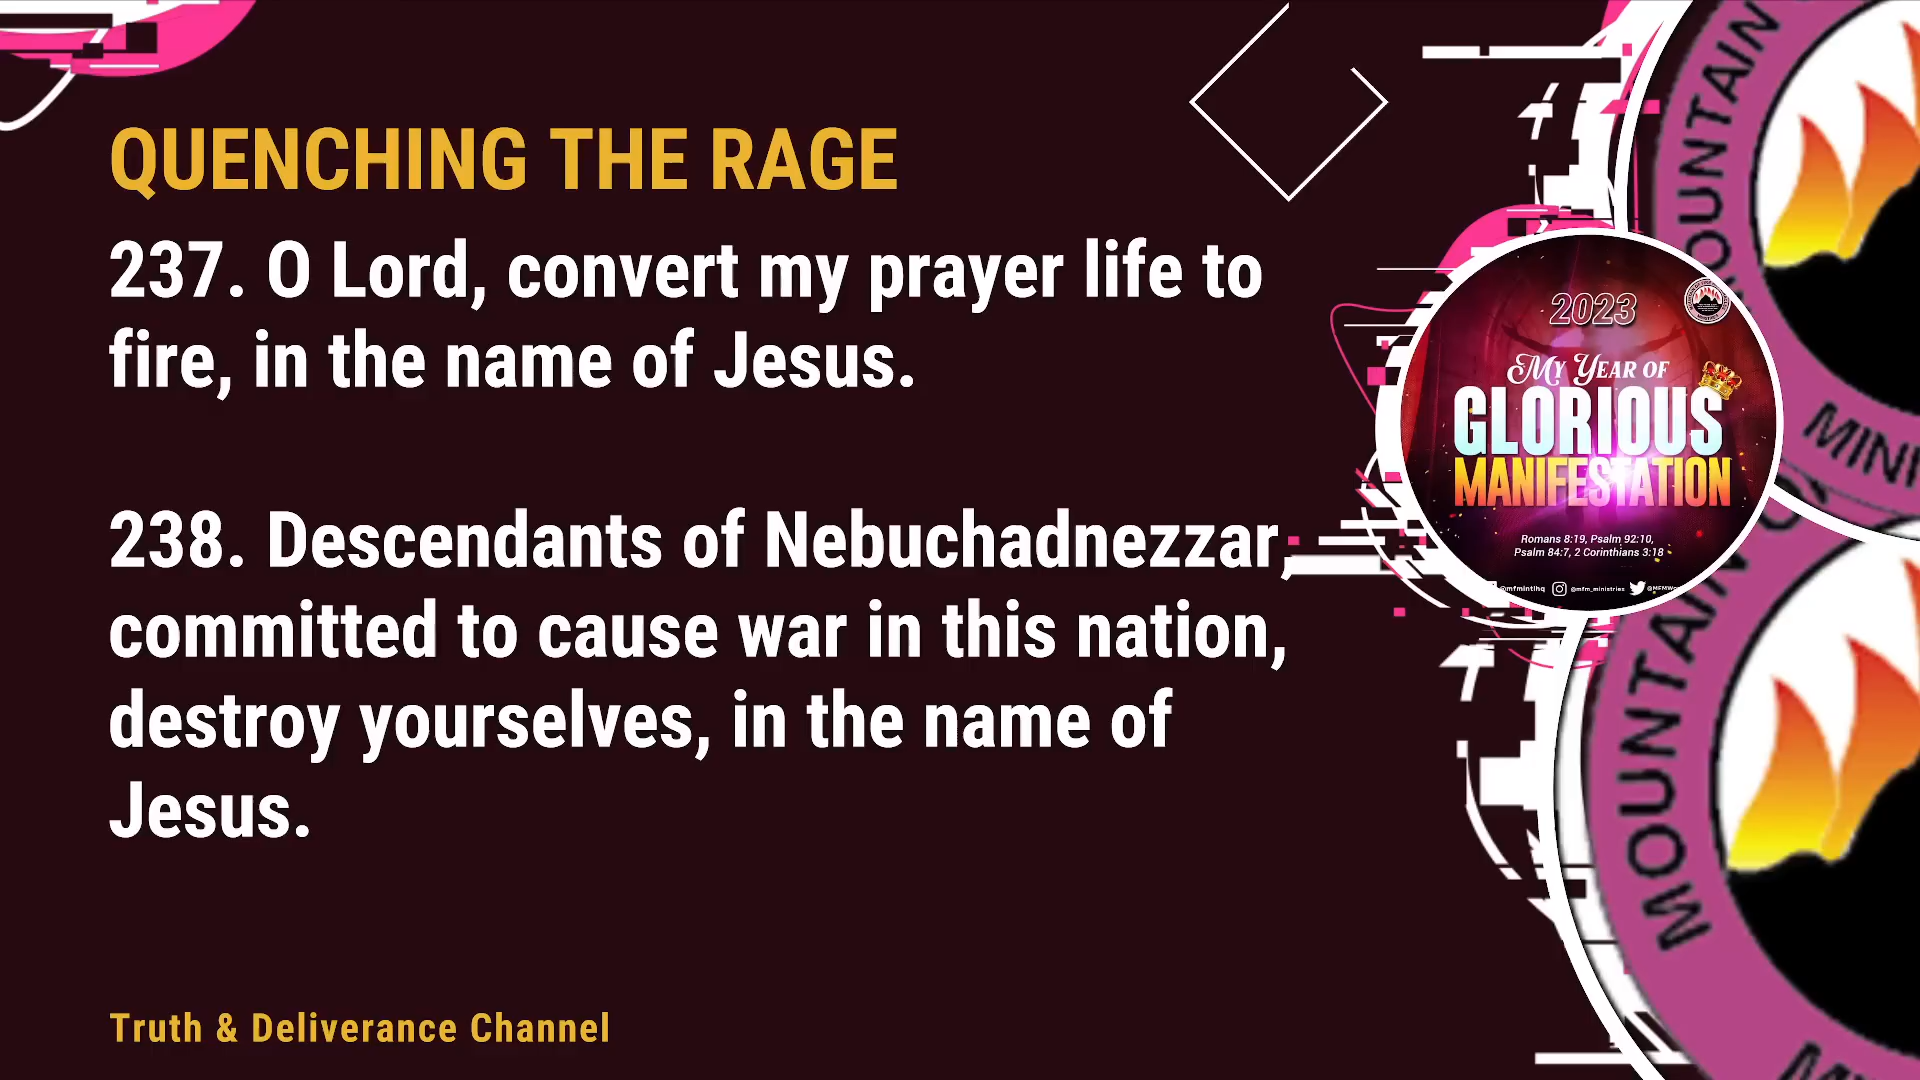 QUENCHING THE RAGE
237. O Lord, convert my prayer life to
fire, in the name of Jesus.
238. Descendants of Nebuchadnezzar,
committed to cause war in this nation,
destroy yourselves, in the name of
Jesus.
Truth & Deliverance Channel
2023
My Year of
GLORIOUS
MANIFESTATION
Romans 8:19, Psalm 92:10,
Psalm 84:7, 2 Corinthians 3:18
@mfminthq @mfm_ministries
MOUNTAIN
MOUNTAIN